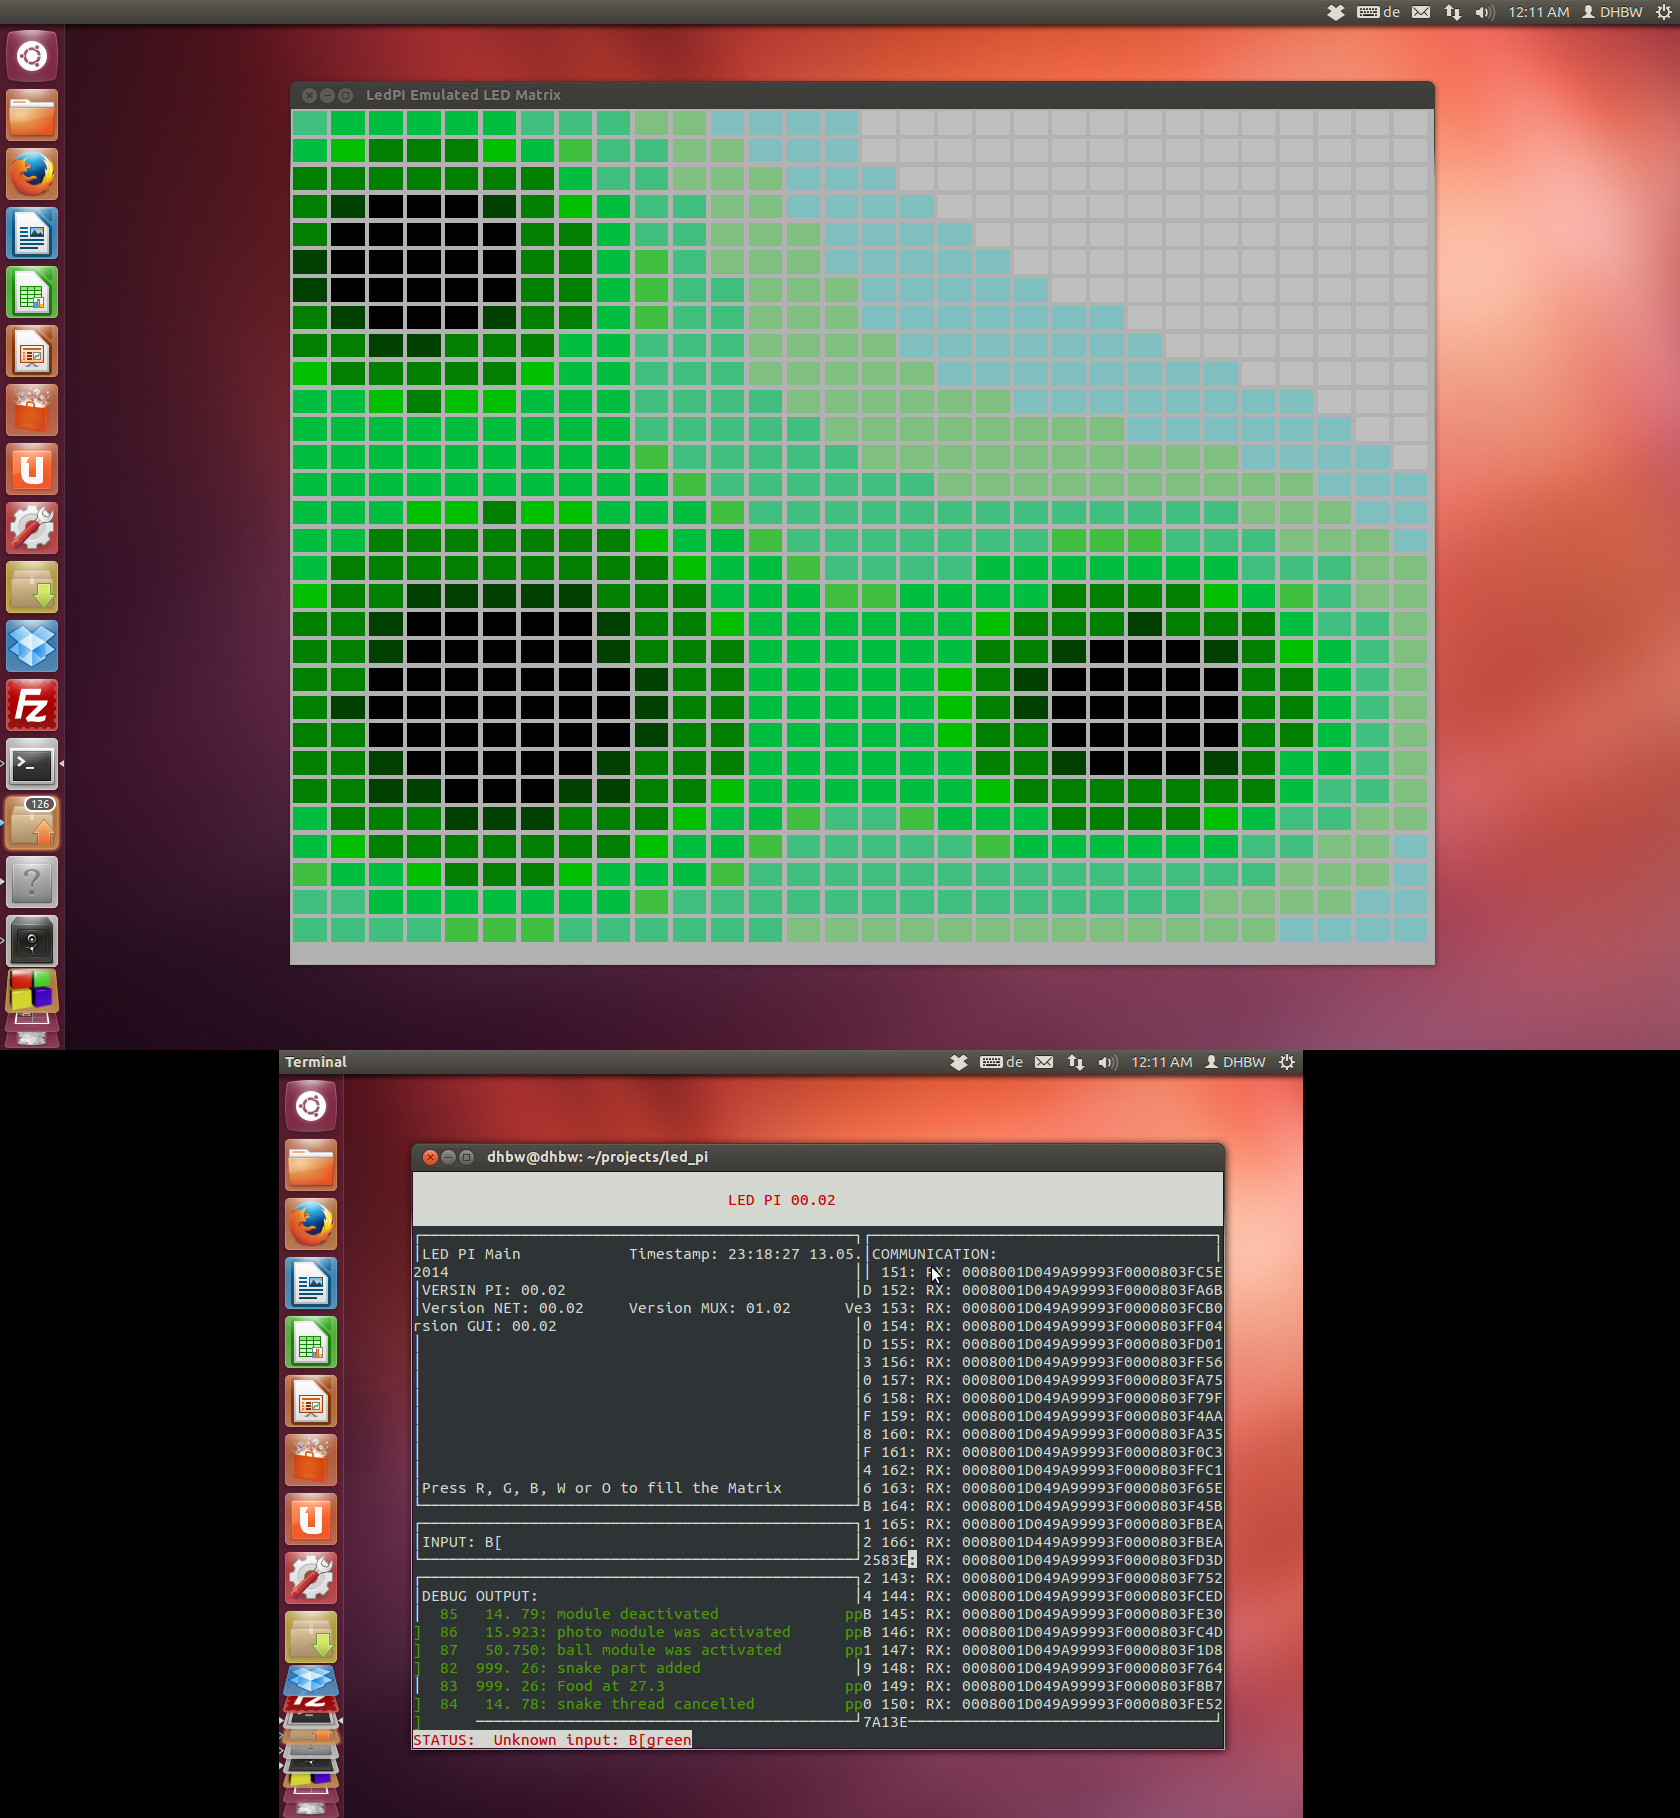 de 12:11 AM DHBW
LedPI Emulated LED Matrix
126
Terminal de 12:11 AM DHBW
dhbw@dhbw: ~/projects/led_pi
LED PI 00.02
LED PI Main Timestamp: 23:18:27 13.05. COMMUNICATION:
2014 151: RX: 0008001D049A99993F0000803FC5E
VERSIN PI: 00.02 D 152: RX: 0008001D049A99993F0000803FA6B
Version NET: 00.02 Version MUX: 01.02 Ve3 153: RX: 0008001D049A99993F0000803FCB0
rsion GUI: 00.02 0 154: RX: 0008001D049A99993F0000803FF04
D 155: RX: 0008001D049A99993F0000803FD01
3 156: RX: 0008001D049A99993F0000803FF56
0 157: RX: 0008001D049A99993F0000803FA75
6 158: RX: 0008001D049A99993F0000803F79F
F 159: RX: 0008001D049A99993F0000803F4AA
8 160: RX: 0008001D049A99993F0000803FA35
F 161: RX: 0008001D049A99993F0000803F0C3
4 162: RX: 0008001D049A99993F0000803FFC1
Press R, G, B, W or O to fill the Matrix 6 163: RX: 0008001D049A99993F0000803F65E
B 164: RX: 0008001D049A99993F0000803F45B
1 165: RX: 0008001D049A99993F0000803FBEA
INPUT: B[ 2 166: RX: 0008001D449A99993F0000803FBEA
2583E: RX: 0008001D049A99993F0000803FD3D
2 143: RX: 0008001D049A99993F0000803F752
DEBUG OUTPUT: 4 144: RX: 0008001D049A99993F0000803FCED
85 14. 79: module deactivated ppB 145: RX: 0008001D049A99993F0000803FE30
] 86 15.923: photo module was activated ppB 146: RX: 0008001D049A99993F0000803FC4D
] 87 50.750: ball module was activated pp1 147: RX: 0008001D049A99993F0000803F1D8
] 82 999. 26: snake part added 9 148: RX: 0008001D049A99993F0000803F764
83 999. 26: Food at 27.3 pp0 149: RX: 0008001D049A99993F0000803F8B7
] 84 14. 78: snake thread cancelled pp0 150: RX: 0008001D049A99993F0000803FE52
] 7A13E
STATUS: Unknown input: B[green